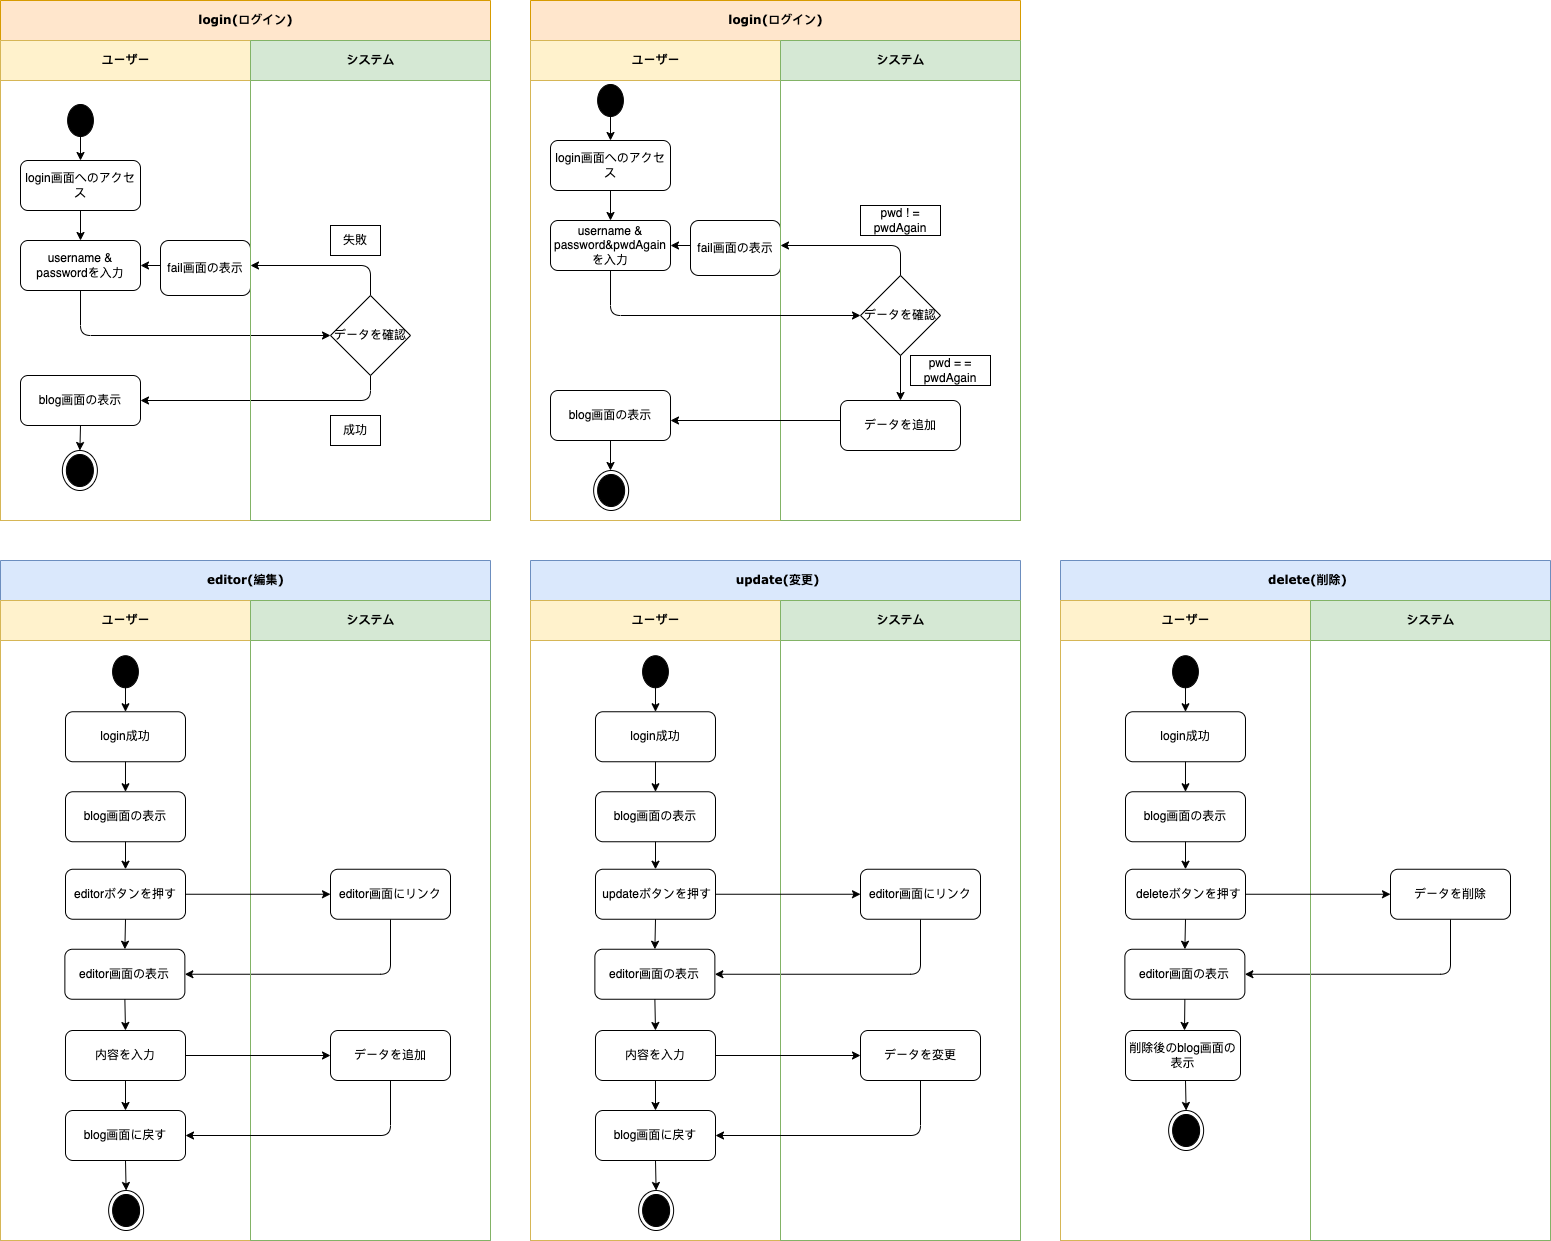 login(ログイン)
ユーザー
システム
login画面へのアクセ
ス
username &
passwordを入力
fail画面の表示
失敗
データを確認
blog画面の表示
成功
login(ログイン)
ユーザー
システム
login画面へのアクセ
ス
username &
password&pwdAgain
を入力
fail画面の表示
pwd ! =
pwdAgain
データを確認
pwd = =
pwdAgain
blog画面の表示
データを追加
editor(編集)
ユーザー
システム
login成功
blog画面の表示
editorボタンを押す
editor画面にリンク
editor画面の表示
内容を入力
データを追加
blog画面に戻す
update(変更)
ユーザー
システム
login成功
blog画面の表示
updateボタンを押す
editor画面にリンク
editor画面の表示
内容を入力
データを変更
blog画面に戻す
delete(削除)
ユーザー
システム
login成功
blog画面の表示
deleteボタンを押す
データを削除
editor画面の表示
削除後のblog画面の
表示